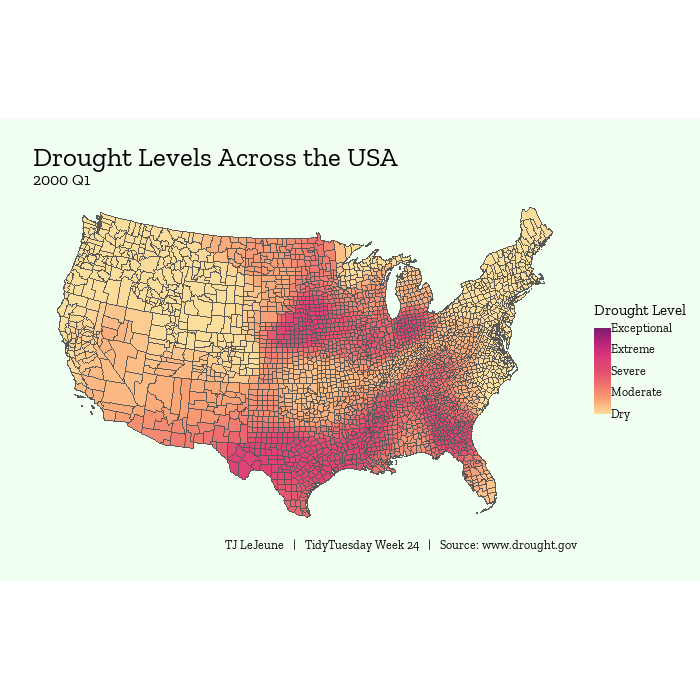 Drought Levels Across the USA
2000 Q1
Drought Level
Exceptional
Extreme
Severe
Moderate
Dry
TJ LeJeune | TidyTuesday Week 24 | Source: www.drought.gov